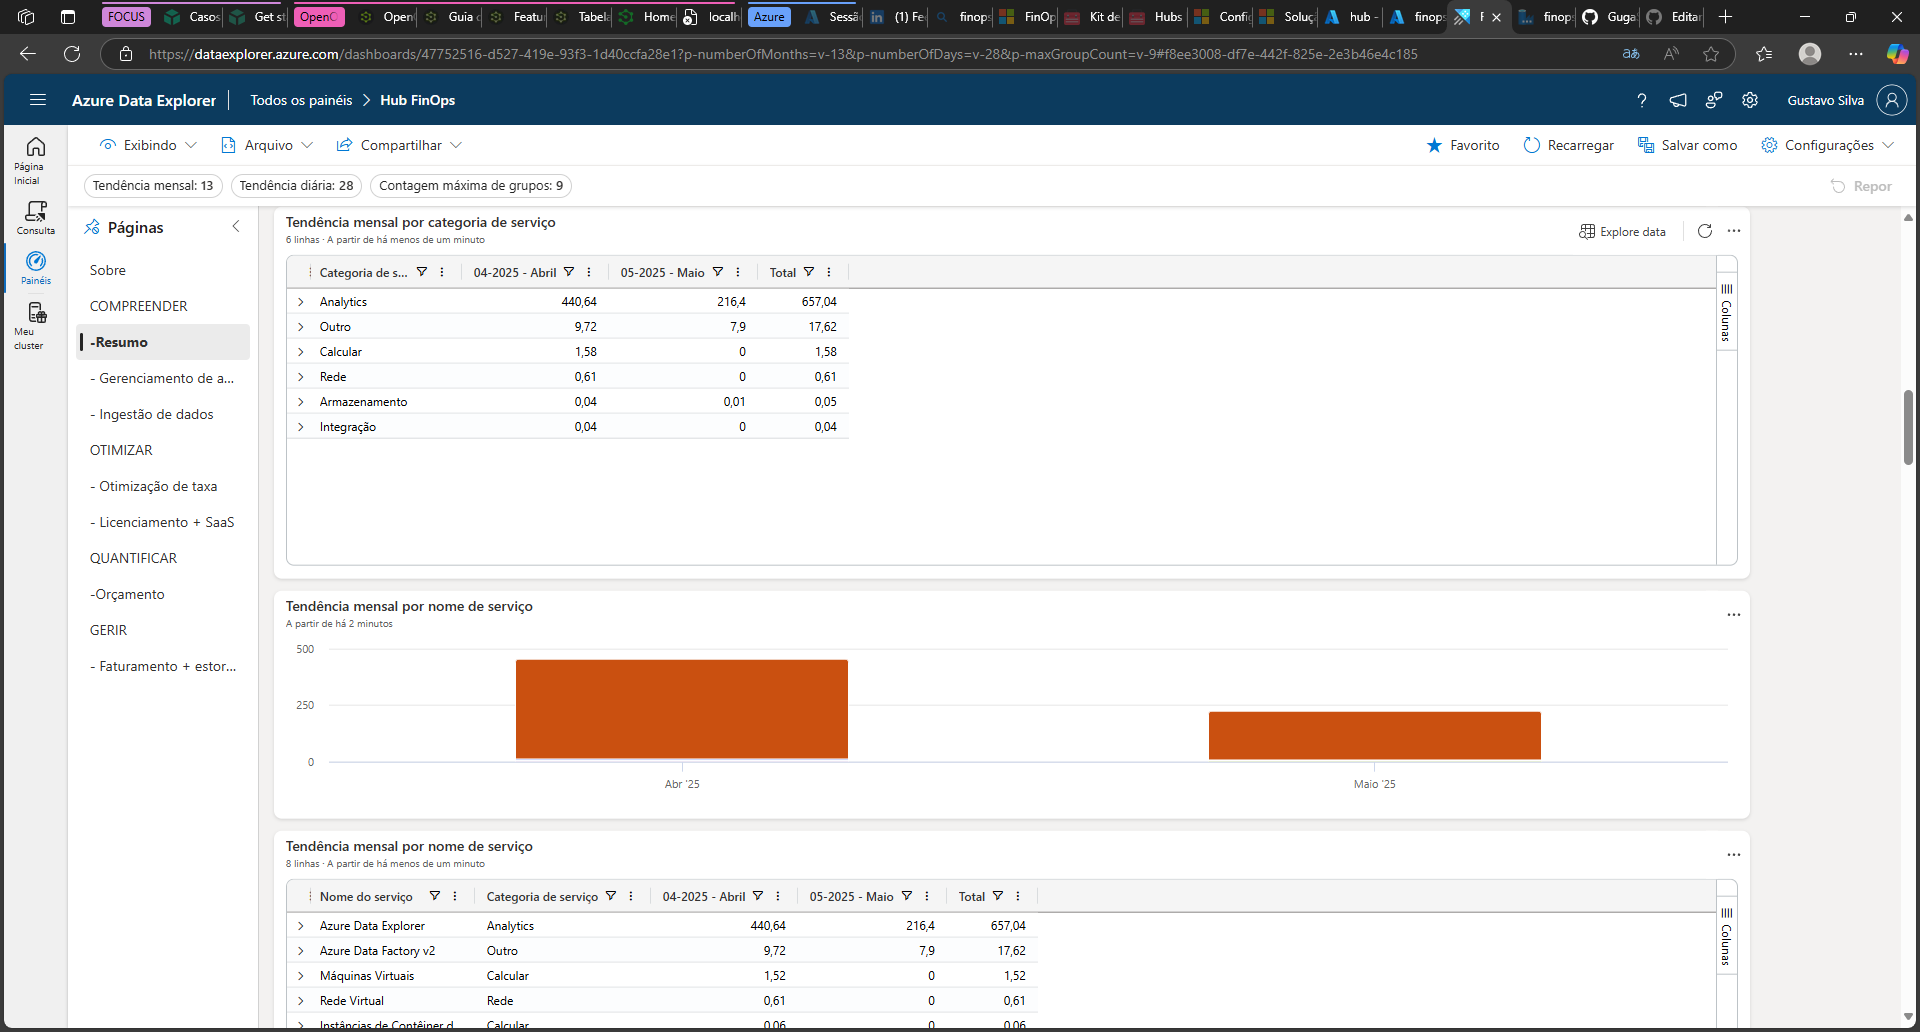 FOCUS
Casos
Get st
OpenC
Open
Guia c
Featur
Tabela
Home
localh
Azure
Sessã
(1) Fe
finops
FinOp
Kit de
Hubs
Config
Soluç
hub -
finops
F
finop
Guga
Editar
https://dataexplorer.azure.com/dashboards/47752516-d527-419e-93f3-1d40ccfa28e1?p-numberOfMonths=v-13&p-numberOfDays=v-28&p-maxGroupCount=v-9#f8ee3008-df7e-442f-825e-2e3b46e4c185
Azure Data Explorer
Todos os painéis > Hub FinOps
Gustavo Silva
Página Inicial
Consulta
Painéis
Meu cluster
Exibindo
Arquivo
Compartilhar
Favorito
Recarregar
Salvar como
Configurações
Tendência mensal: 13
Tendência diária: 28
Contagem máxima de grupos: 9
Repor
Páginas
Sobre
COMPREENDER
-Resumo
- Gerenciamento de a...
- Ingestão de dados
OTIMIZAR
- Otimização de taxa
- Licenciamento + SaaS
QUANTIFICAR
-Orçamento
GERIR
- Faturamento + estor...
Tendência mensal por categoria de serviço
6 linhas · A partir de há menos de um minuto
Explore data
Categoria de s... 04-2025 - Abril 05-2025 - Maio Total
Analytics 440,64 216,4 657,04
Outro 9,72 7,9 17,62
Calcular 1,58 0 1,58
Rede 0,61 0 0,61
Armazenamento 0,04 0,01 0,05
Integração 0,04 0 0,04
Colunas
Tendência mensal por nome de serviço
A partir de há 2 minutos
500
250
0
Abr '25
Maio '25
Tendência mensal por nome de serviço
8 linhas · A partir de há menos de um minuto
Nome do serviço Categoria de serviço 04-2025 - Abril 05-2025 - Maio Total
Azure Data Explorer Analytics 440,64 216,4 657,04
Azure Data Factory v2 Outro 9,72 7,9 17,62
Máquinas Virtuais Calcular 1,52 0 1,52
Rede Virtual Rede 0,61 0 0,61
Instâncias de Contêiner d Calcular 0,06 0 0,06
Colunas